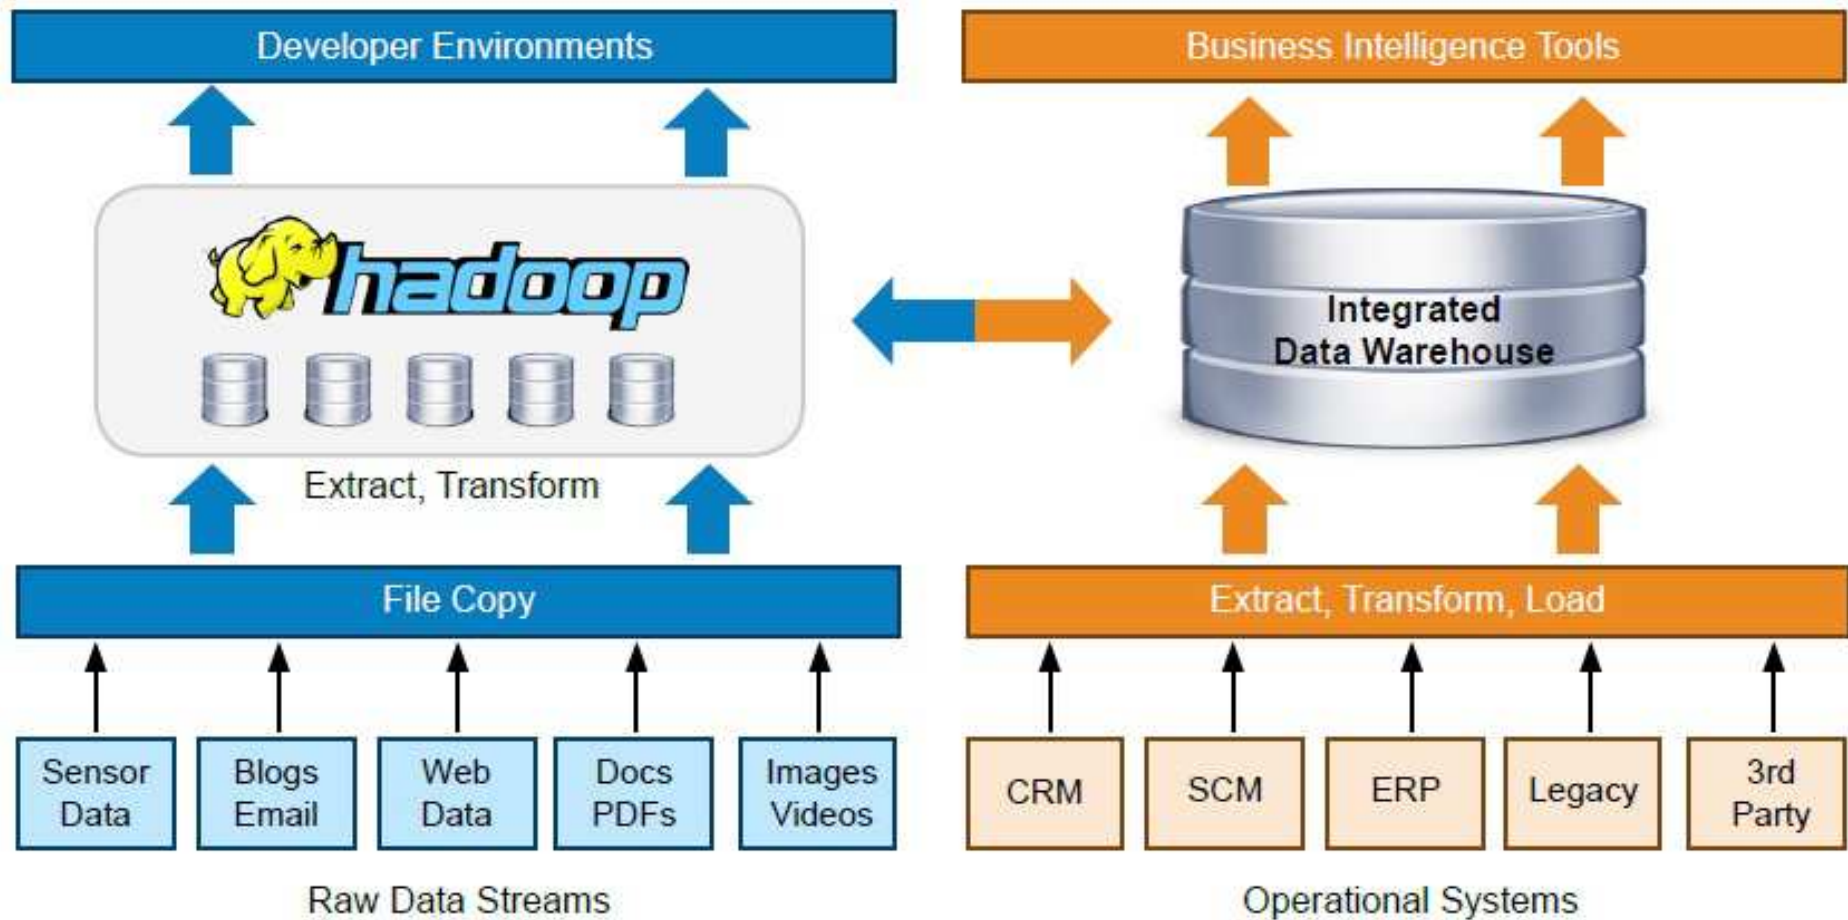 Developer Environments
Business Intelligence Tools
hadoop
Integrated
Data Warehouse
Extract, Transform
File Copy
Extract, Transform, Load
Sensor
Data
Blogs
Email
Web
Data
Docs
PDFs
Images
Videos
CRM
SCM
ERP
Legacy
3rd
Party
Raw Data Streams
Operational Systems